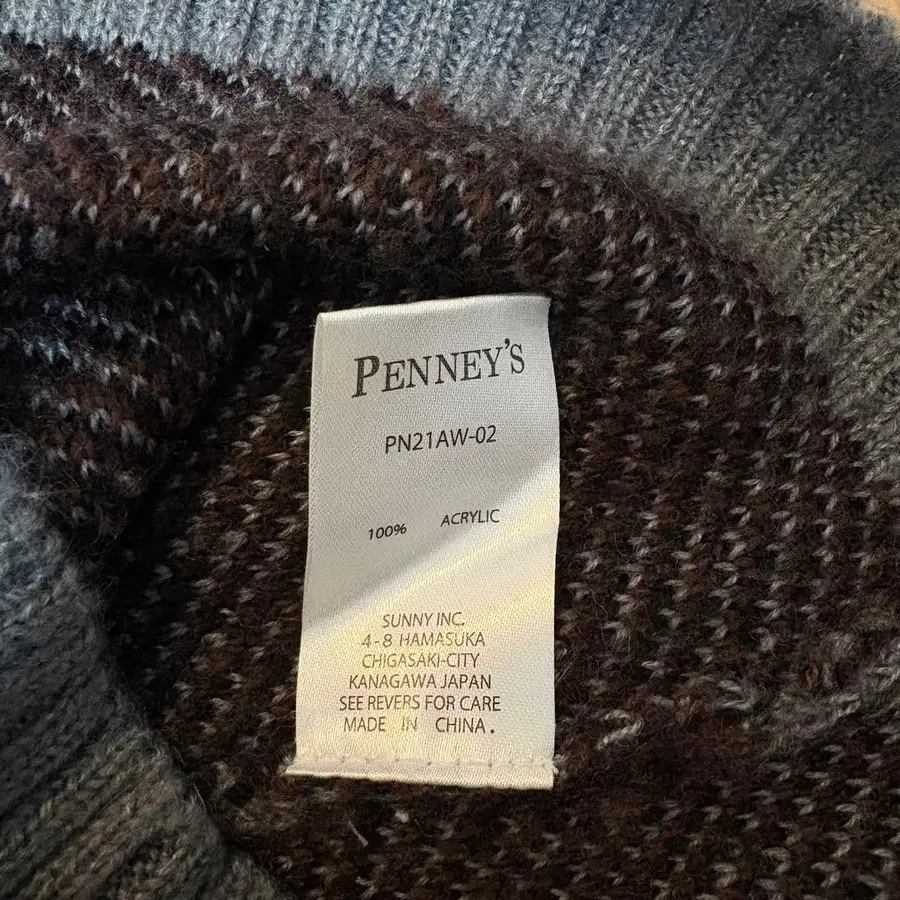 PENNEY'S
PN21AW-02
100% ACRYLIC
SUNNY INC.
4-8 HAMASUKA
CHIGASAKI-CITY
KANAGAWA JAPAN
SEE REVERS FOR CARE
MADE IN CHINA.